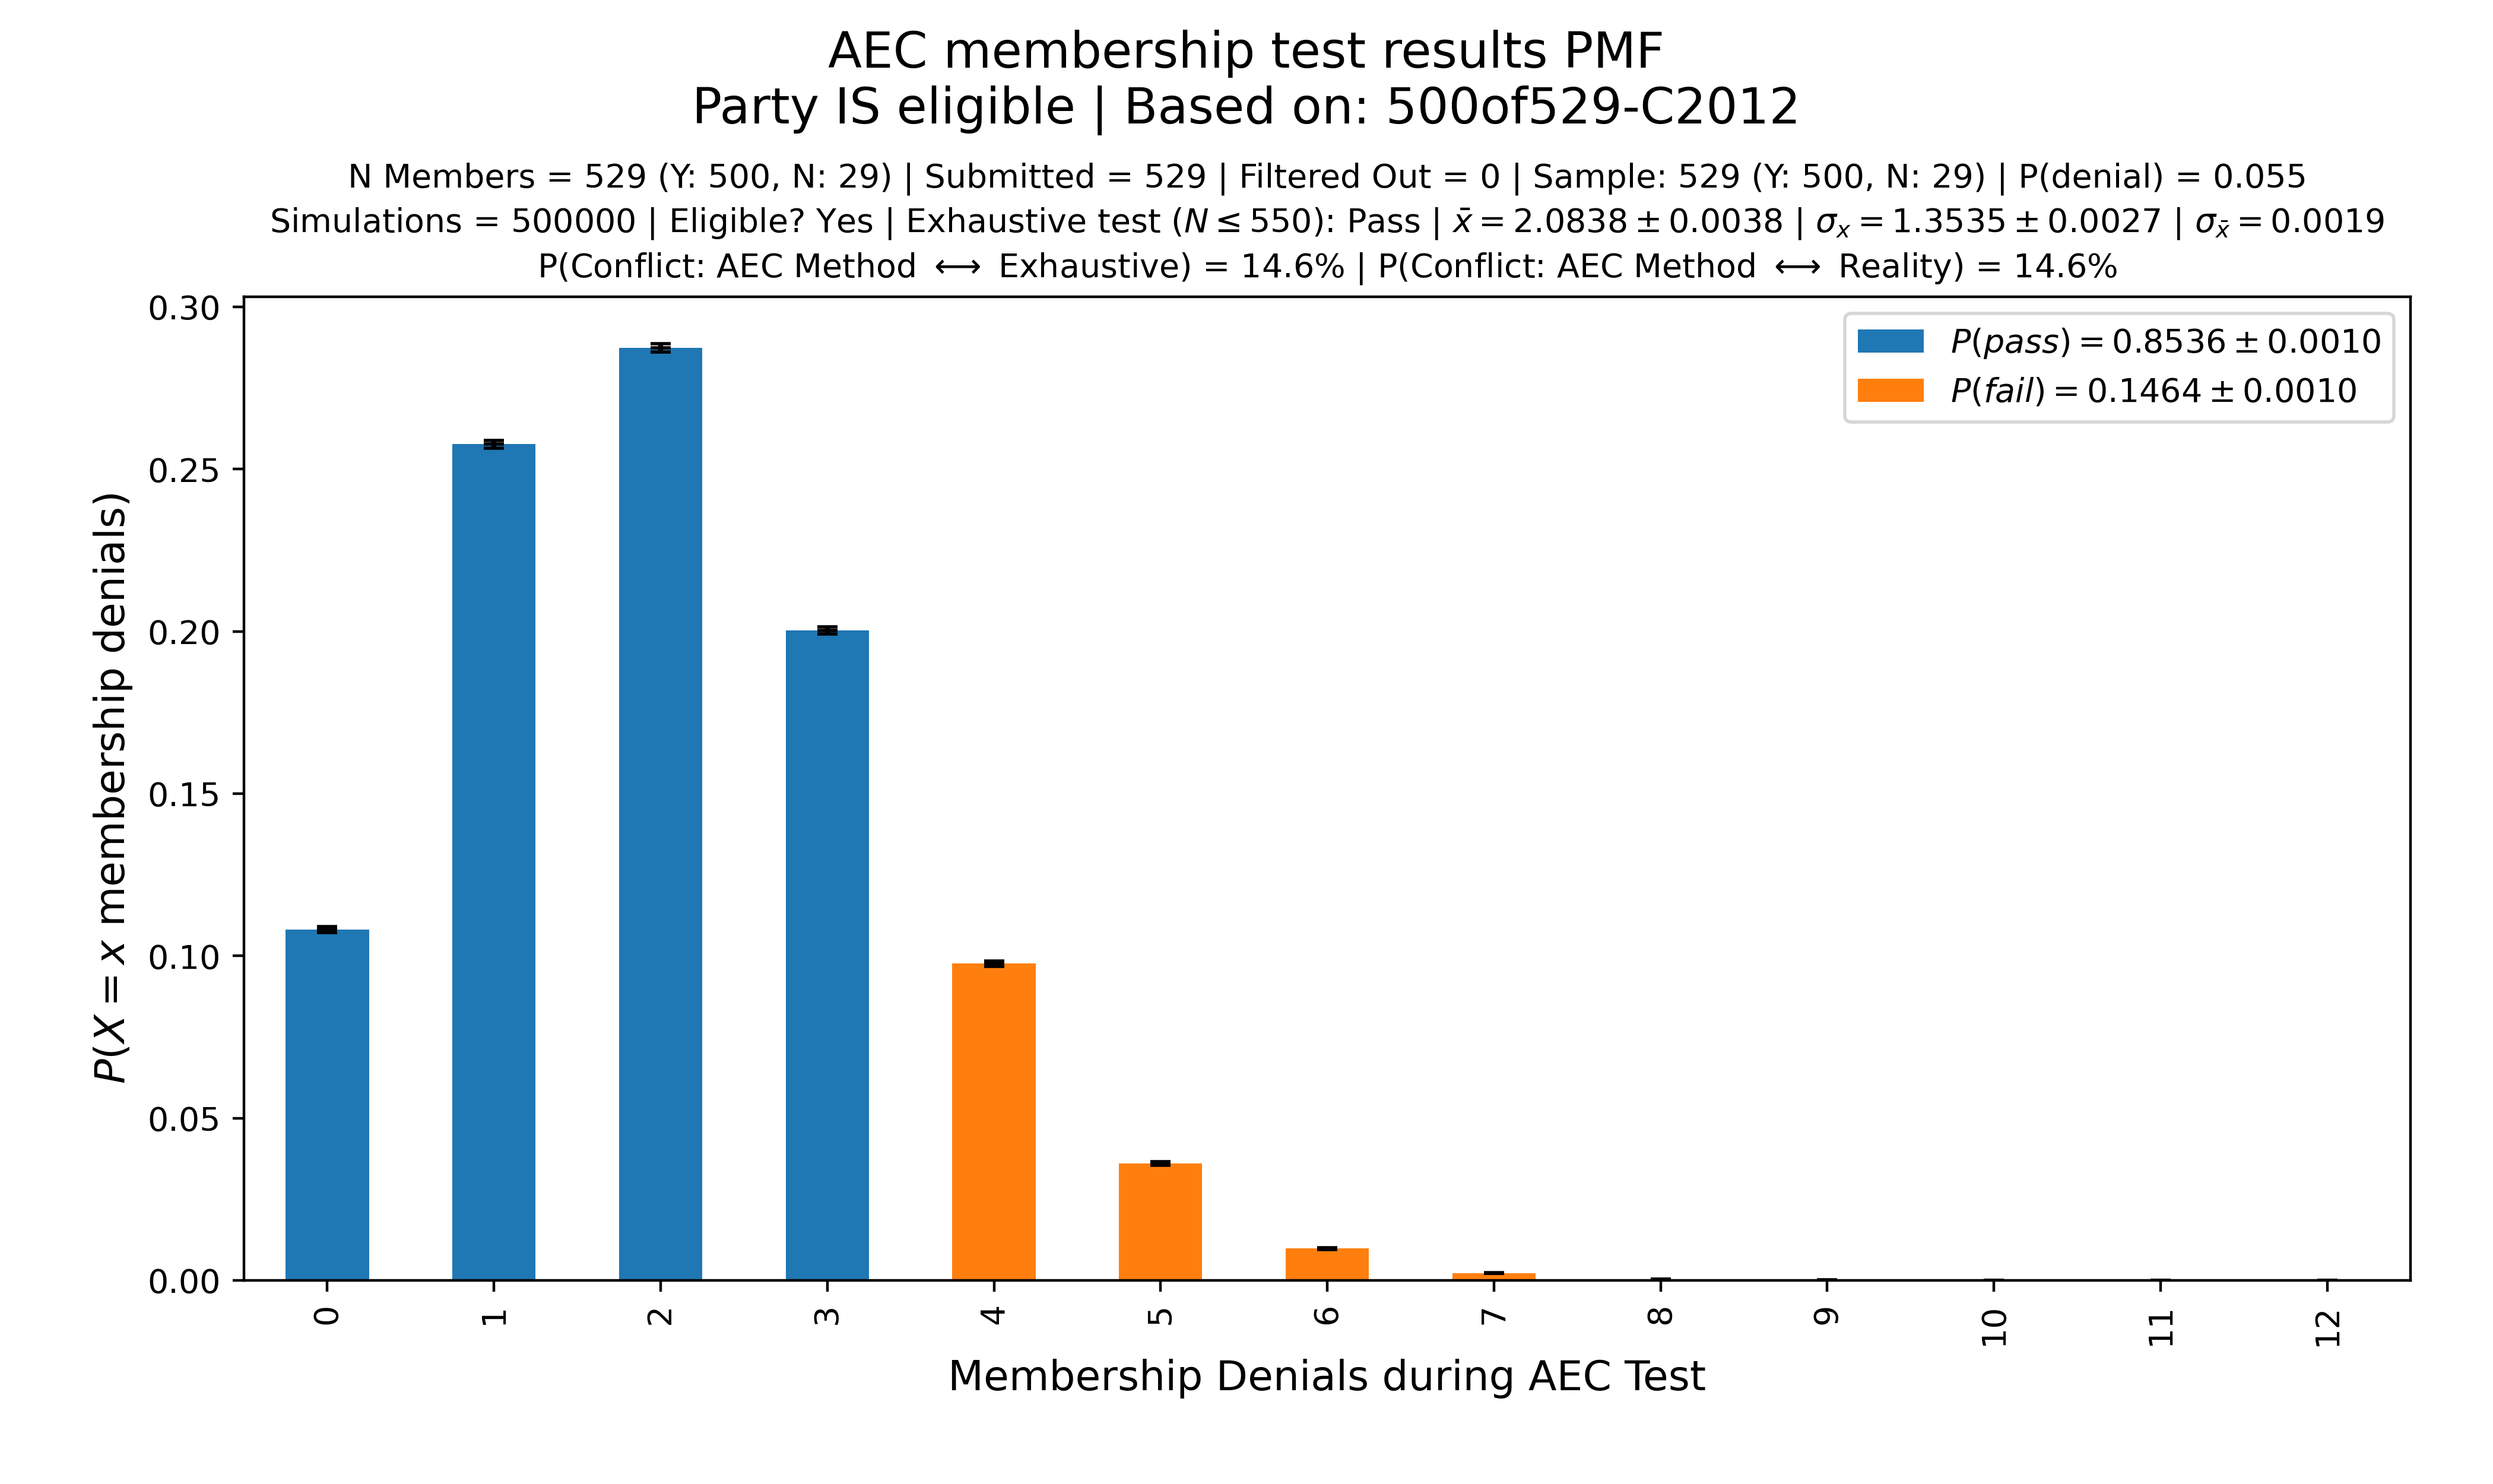 AEC membership test results PMF
Party IS eligible | Based on: 500of529-C2012
N Members = 529 (Y: 500, N: 29) | Submitted = 529 | Filtered Out = 0 | Sample: 529 (Y: 500, N: 29) | P(denial) = 0.055
Simulations = 500000 | Eligible? Yes | Exhaustive test (N ≤ 550): Pass | x̄ = 2.0838 ± 0.0038 | σₓ = 1.3535 ± 0.0027 | σ_x̄ = 0.0019
P(Conflict: AEC Method ⟷ Exhaustive) = 14.6% | P(Conflict: AEC Method ⟷ Reality) = 14.6%
P(pass) = 0.8536 ± 0.0010
P(fail) = 0.1464 ± 0.0010
P(X = x membership denials)
0.30
0.25
0.20
0.15
0.10
0.05
0.00
0 1 2 3 4 5 6 7 8 9 10 11 12
Membership Denials during AEC Test